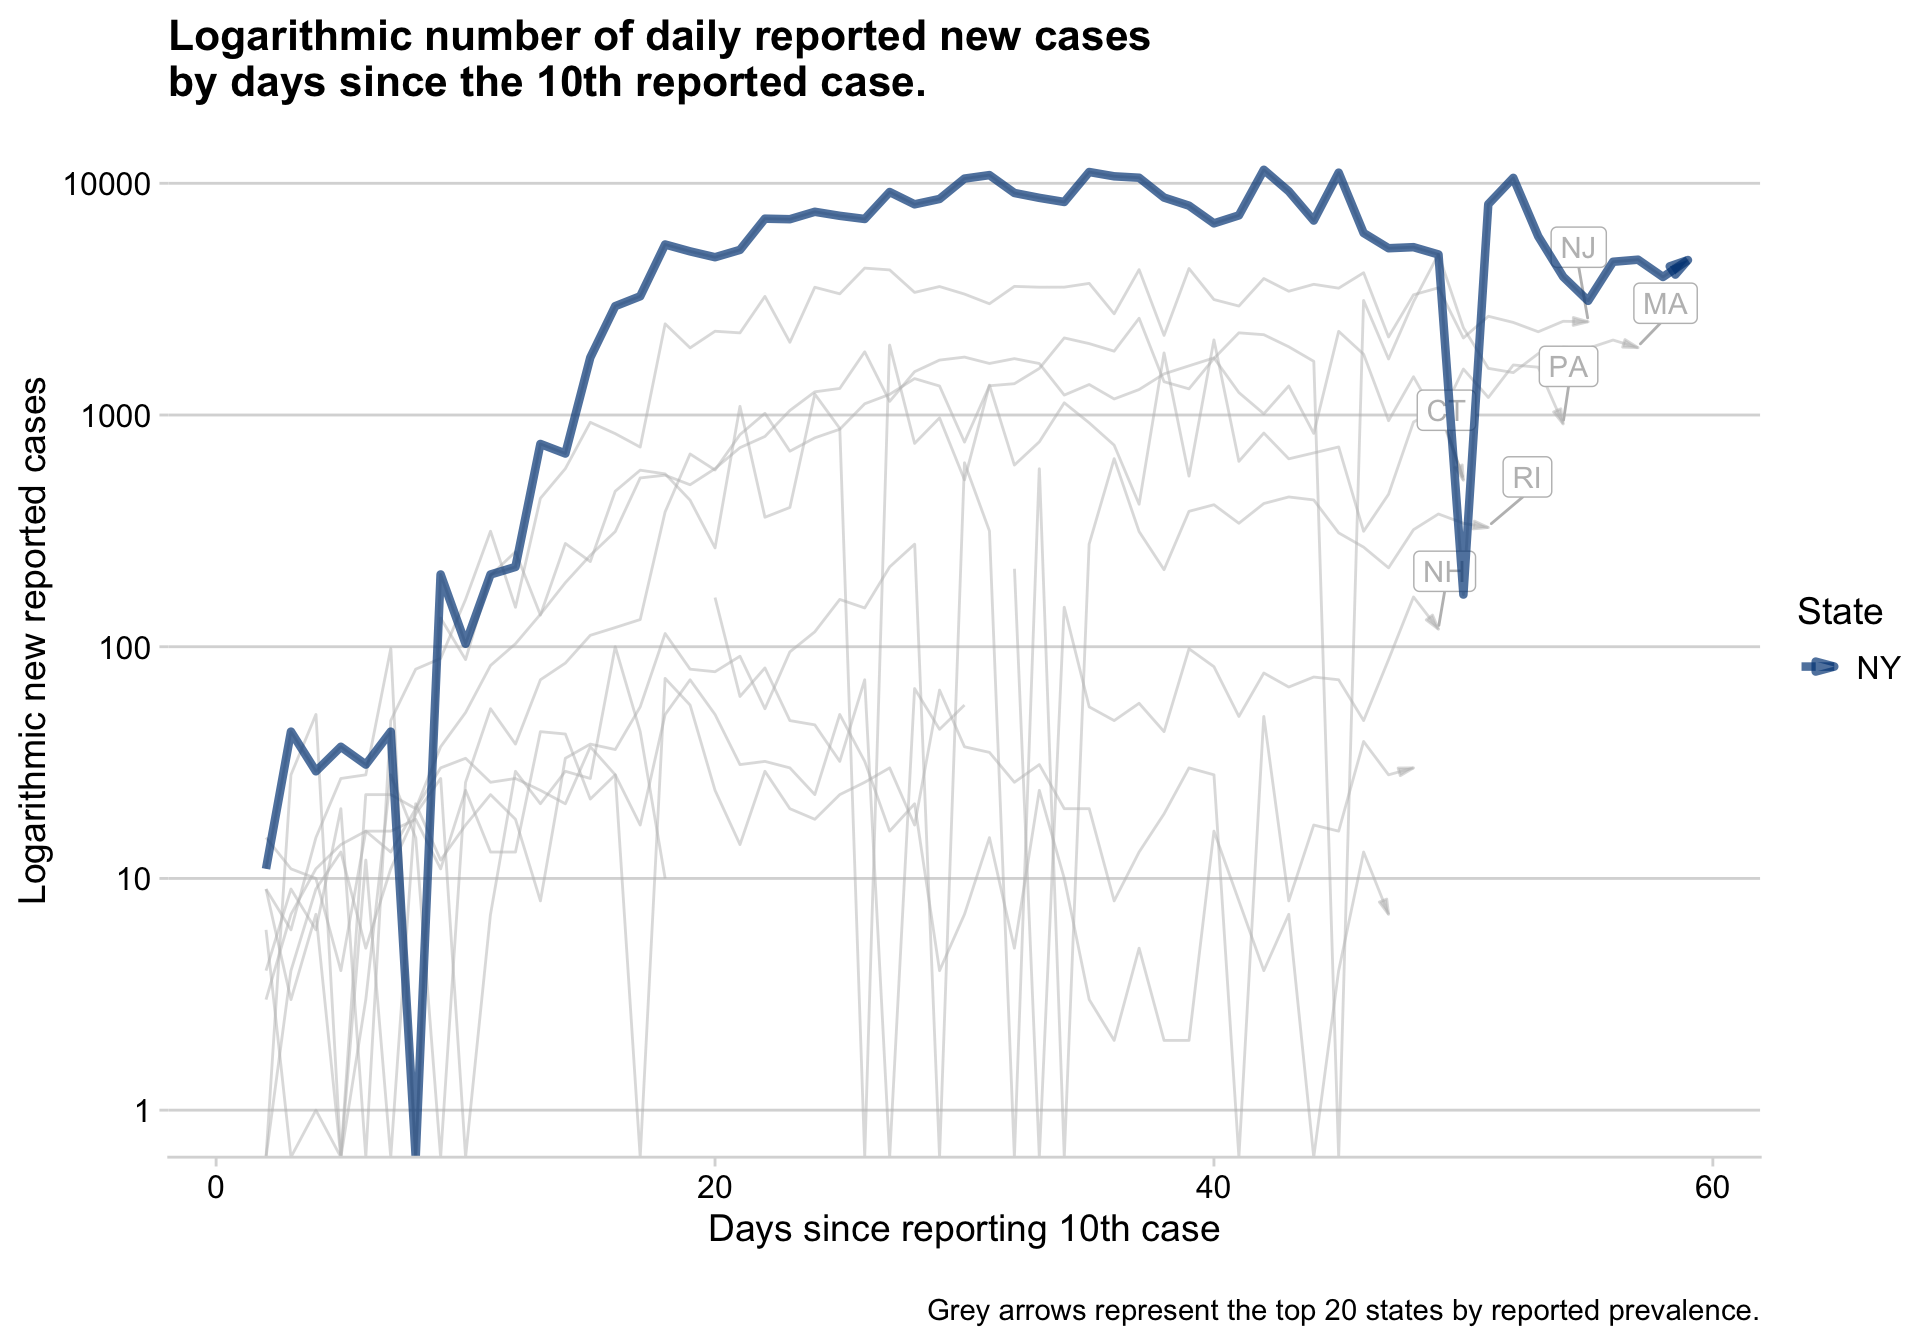 Logarithmic number of daily reported new cases
by days since the 10th reported case.
Logarithmic new reported cases
10000
1000
100
10
1
NJ
MA
PA
CT
RI
NH
State
NY
0
20
40
60
Days since reporting 10th case
Grey arrows represent the top 20 states by reported prevalence.